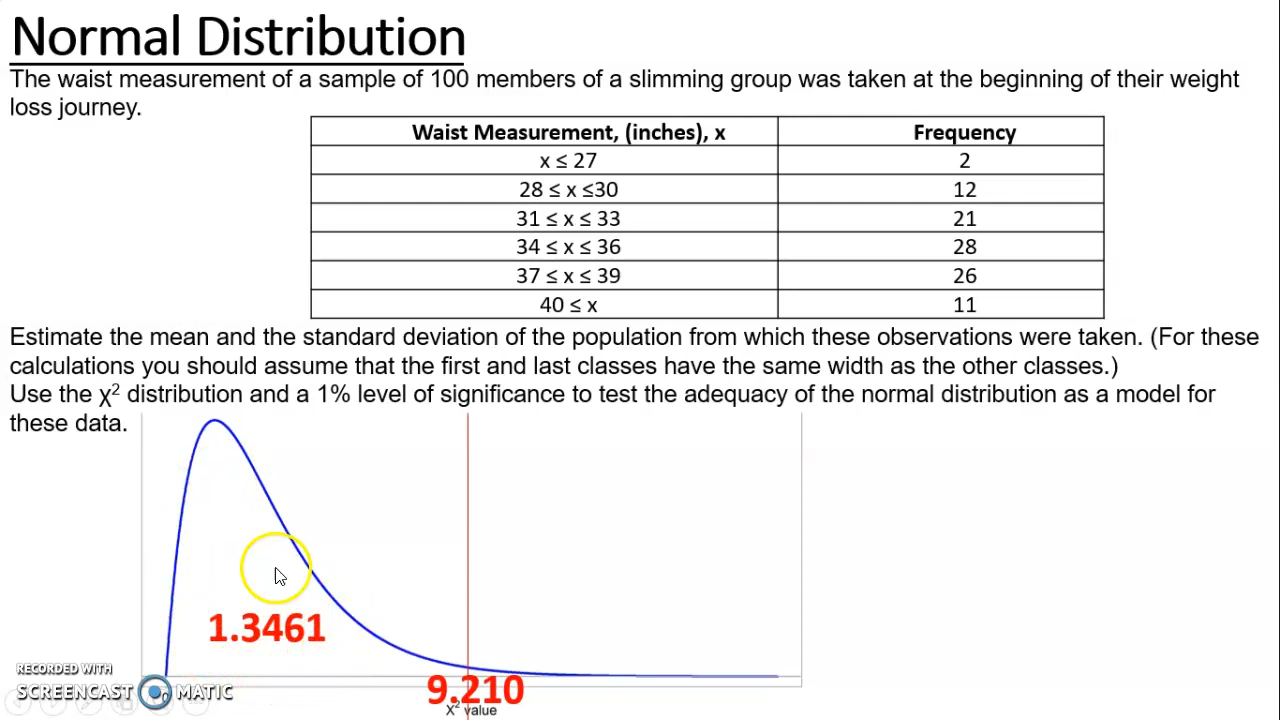 Normal Distribution
The waist measurement of a sample of 100 members of a slimming group was taken at the beginning of their weight
loss journey.
Waist Measurement, (inches), x Frequency
x ≤ 27 2
28 ≤ x ≤30 12
31 ≤ x ≤ 33 21
34 ≤ x ≤ 36 28
37 ≤ x ≤ 39 26
40 ≤ x 11
Estimate the mean and the standard deviation of the population from which these observations were taken. (For these
calculations you should assume that the first and last classes have the same width as the other classes.)
Use the χ² distribution and a 1% level of significance to test the adequacy of the normal distribution as a model for
these data.
1.3461
9.210
X² value
0
RECORDED WITH
SCREENCAST MATIC